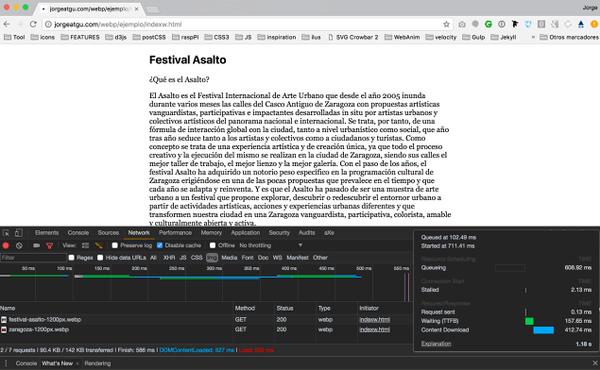 jorgeatgu.com/webp/ejemplo
Jorge
jorgeatgu.com/webp/ejemplo/indexw.html
Tool icons FEATURES d3js postCSS raspPI CSS3 JS inspiration ilus SVG Crowbar 2 WebAnim velocity Gulp Jekyll Otros marcadores
Festival Asalto
¿Qué es el Asalto?
El Asalto es el Festival Internacional de Arte Urbano que desde el año 2005 inunda
durante varios meses las calles del Casco Antiguo de Zaragoza con propuestas artísticas
vanguardistas, participativas e impactantes desarrolladas in situ por artistas urbanos y
colectivos artísticos del panorama nacional e internacional. Se trata, por tanto, de una
fórmula de interacción global con la ciudad, tanto a nivel urbanístico como social, que año
tras año seduce tanto a los artistas y colectivos como a ciudadanos y turistas. Como
concepto se trata de una experiencia artística y de creación única, ya que todo el proceso
creativo y la ejecución del mismo se realizan en la ciudad de Zaragoza, siendo sus calles el
mejor taller de trabajo, el mejor lienzo y la mejor galería. Con el paso de los años, el
festival Asalto ha adquirido un notorio peso específico en la programación cultural de
Zaragoza erigiéndose en una de las pocas propuestas que prevalece en el tiempo y que
cada año se adapta y reinventa. Y es que el Asalto ha pasado de ser una muestra de arte
urbano a un festival que propone explorar, descubrir o redescubrir el entorno urbano a
partir de actividades artísticas, acciones y experiencias urbanas diferentes y que
transformen nuestra ciudad en una Zaragoza vanguardista, participativa, colorista, amable
y culturalmente abierta y activa.
Elements Console Sources Network Timeline Profiles Application Security Audits aXe
View: Preserve log Disable cache Offline No throttling
Filter Regex Hide data URLs All XHR JS CSS Img Media Font Doc WS Manifest Other
50 ms 100 ms 150 ms 200 ms 250 ms 300 ms 350 ms 400 ms 450 ms 500 ms 550 ms
Name Method Status Type Initiator
festival-asalto-1200px.webp GET 200 webp indexw.html
zaragoza-1200px.webp GET 200 webp indexw.html
2 / 7 requests | 90.4 KB / 142 KB transferred | Finish: 586 ms | DOMContentLoaded: 527 ms
Console What's New Rendering
Queued at 102.49 ms
Started at 711.41 ms
Resource Scheduling TIME
Queueing 608.92 ms
Connection Start TIME
Stalled 2.13 ms
Request/Response TIME
Request sent 0.13 ms
Waiting (TTFB) 157.65 ms
Content Download 412.74 ms
Explanation 1.18 s